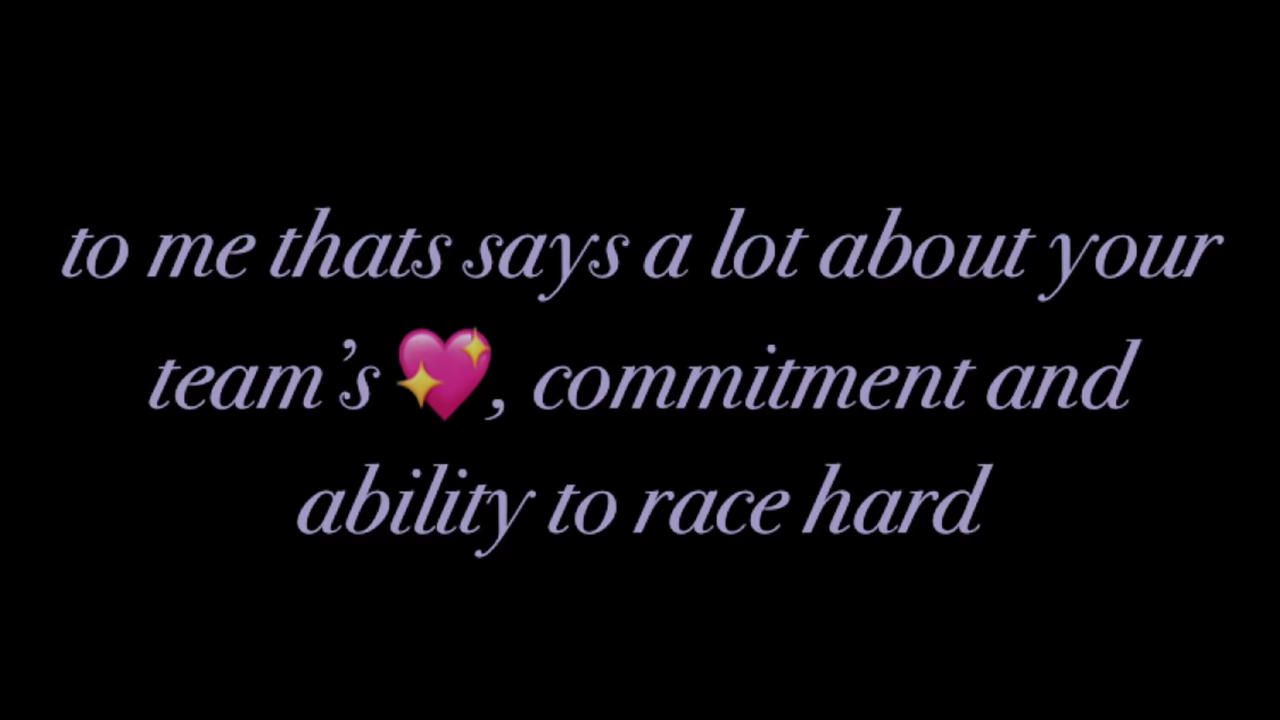 to me thats says a lot about your
team’s 💖, commitment and
ability to race hard